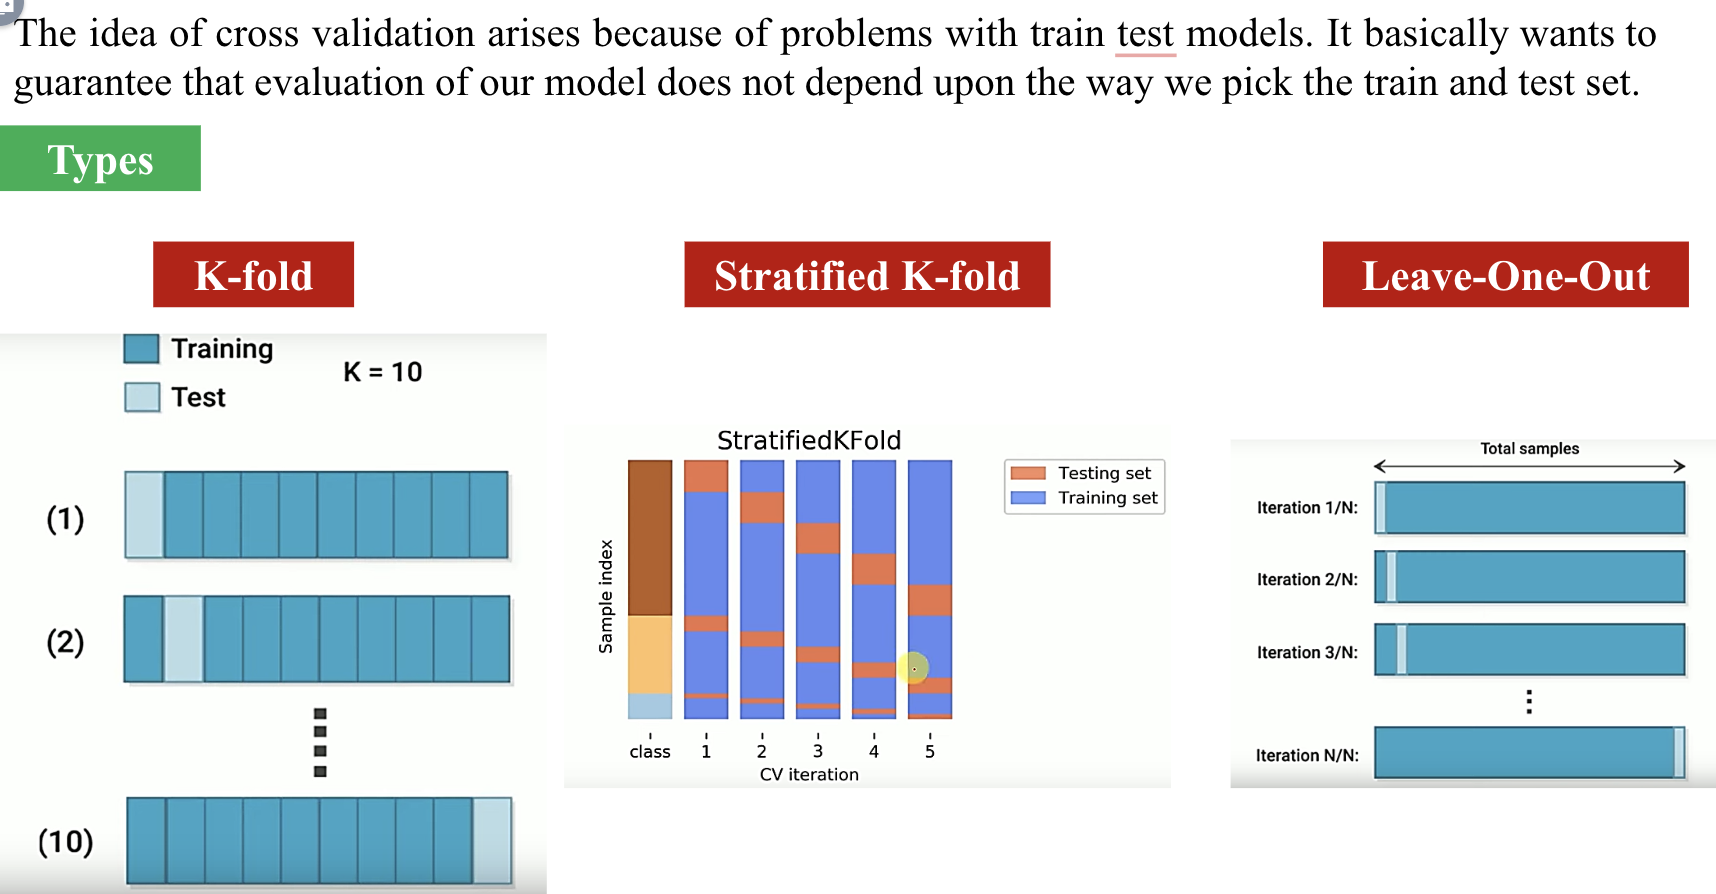 The idea of cross validation arises because of problems with train test models. It basically wants to
guarantee that evaluation of our model does not depend upon the way we pick the train and test set.
Types
K-fold
Stratified K-fold
Leave-One-Out
Training
K = 10
Test
(1)
(2)
(10)
StratifiedKFold
Testing set
Training set
Sample index
class 1 2 3 4 5
CV iteration
Total samples
Iteration 1/N:
Iteration 2/N:
Iteration 3/N:
Iteration N/N: